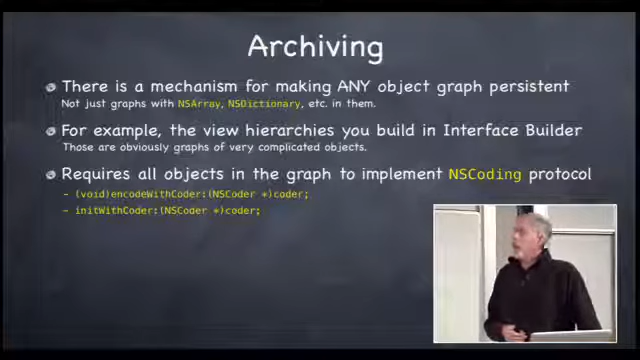 Archiving
There is a mechanism for making ANY object graph persistent
Not just graphs with NSArray, NSDictionary, etc. in them.
For example, the view hierarchies you build in Interface Builder
Those are obviously graphs of very complicated objects.
Requires all objects in the graph to implement NSCoding protocol
- (void)encodeWithCoder:(NSCoder *)coder;
- initWithCoder:(NSCoder *)coder;